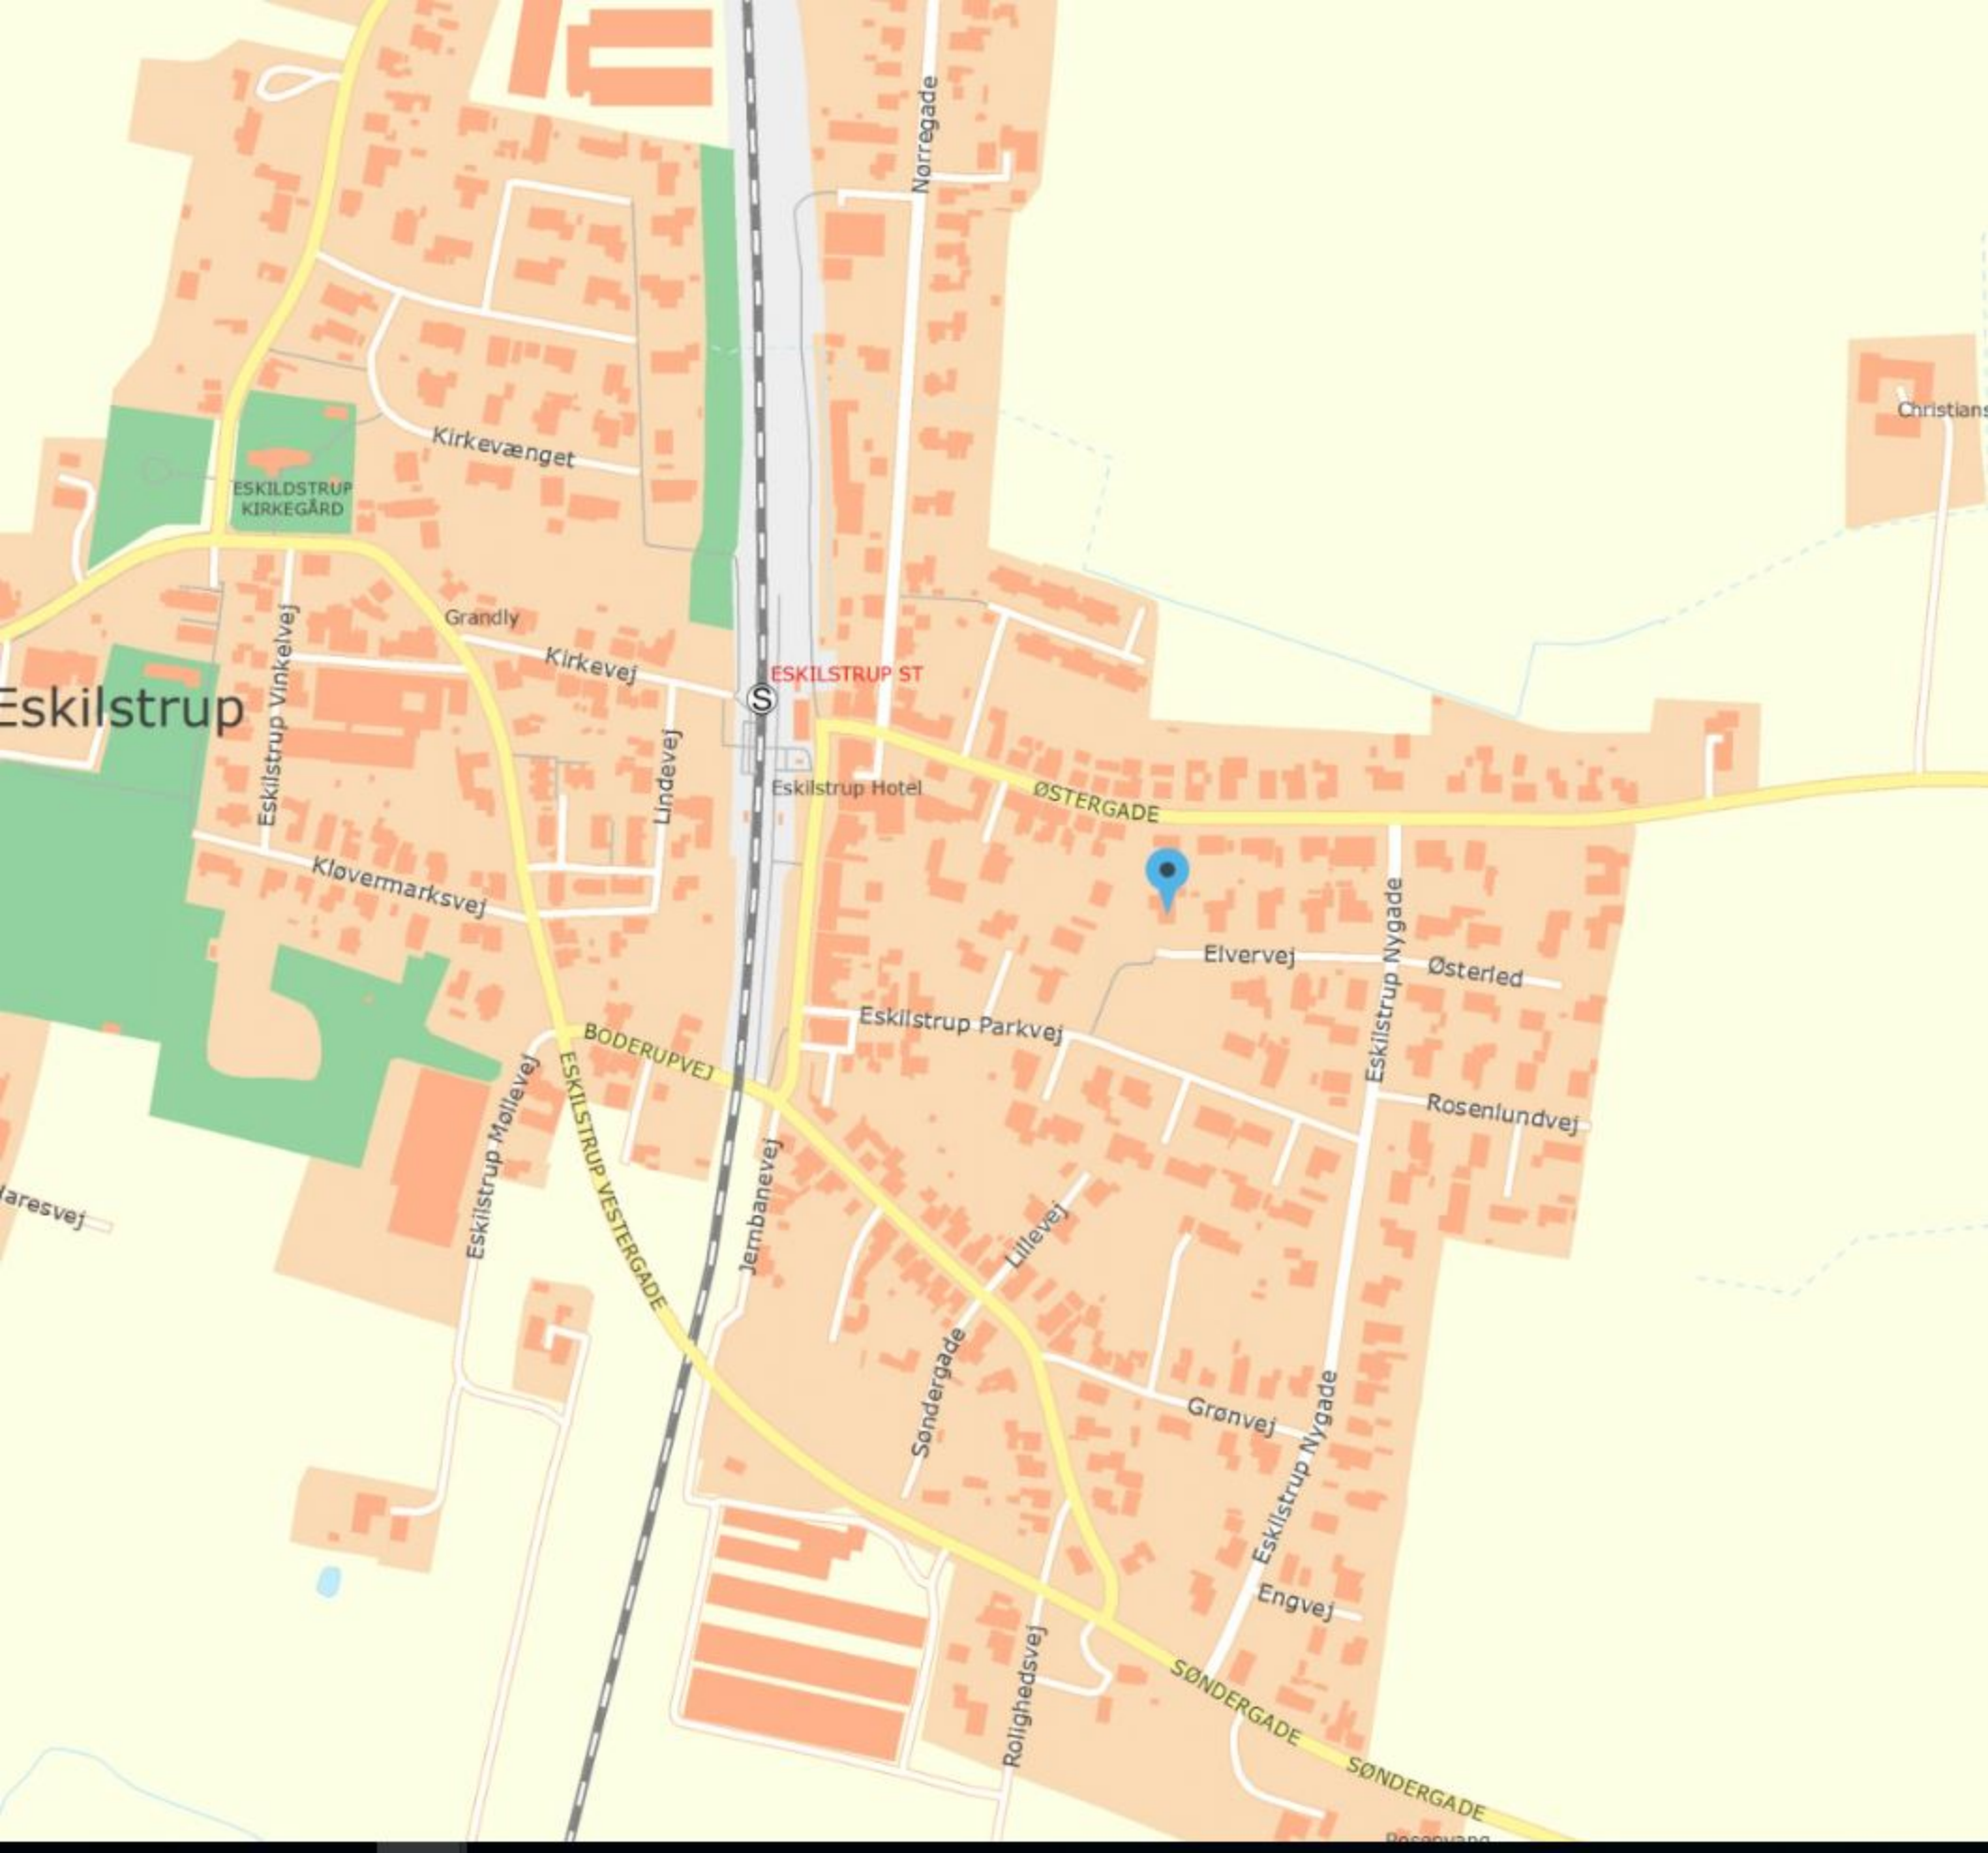 Nørregade
Christians
Kirkevænget
ESKILDSTRUP
KIRKEGÅRD
Grandly
Kirkevej
ESKILSTRUP ST
S
Eskilstrup
Eskilstrup Vinkelvej
Lindevej
Eskilstrup Hotel
ØSTERGADE
Kløvermarksvej
Eskilstrup Nygade
Elvervej
Østerled
Eskilstrup Parkvej
BODERUPVEJ
Eskilstrup Møllevej
ESKILSTRUP VESTERGADE
Rosenlundvej
Jernbanevej
aresvej
Lillevej
Søndergade
Grønvej
Eskilstrup Nygade
Engvej
Rolighedsvej
SØNDERGADE
SØNDERGADE